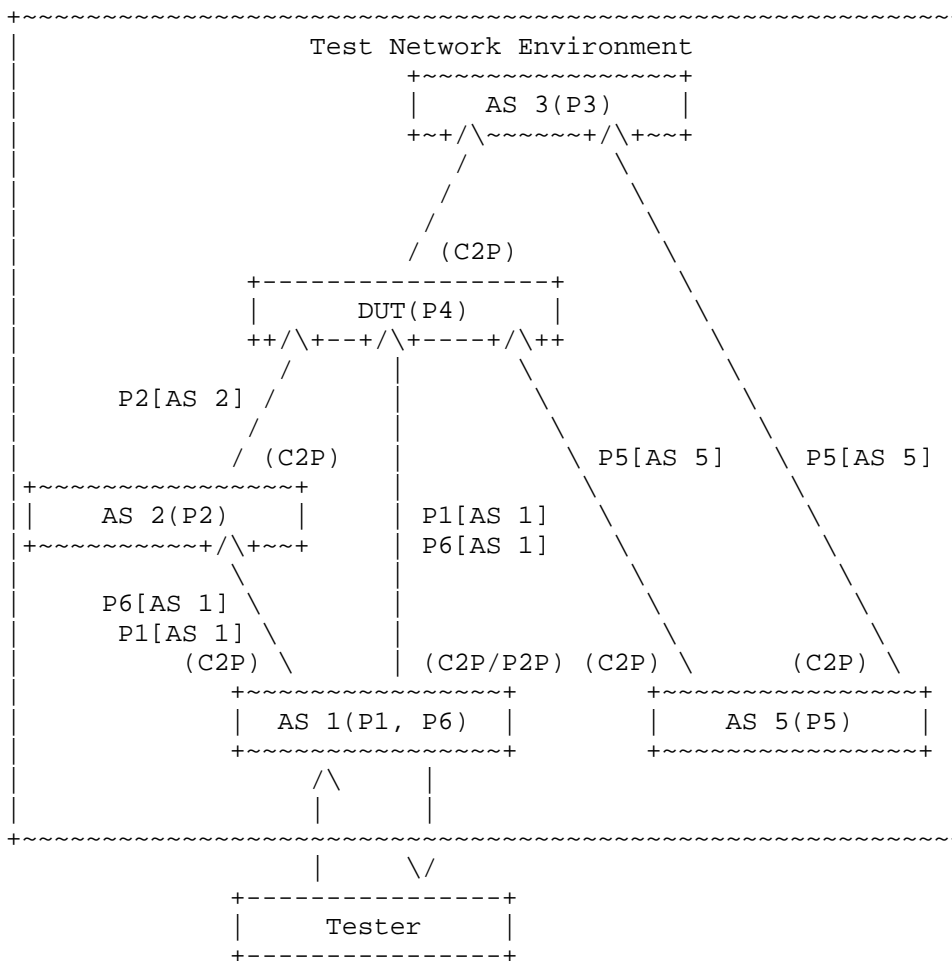 Test Network Environment
AS 3(P3)
(C2P)
DUT(P4)
P2[AS 2]
(C2P) P5[AS 5] P5[AS 5]
AS 2(P2) P1[AS 1]
P6[AS 1]
P6[AS 1]
P1[AS 1]
(C2P) (C2P/P2P) (C2P) (C2P)
AS 1(P1, P6) AS 5(P5)
Tester